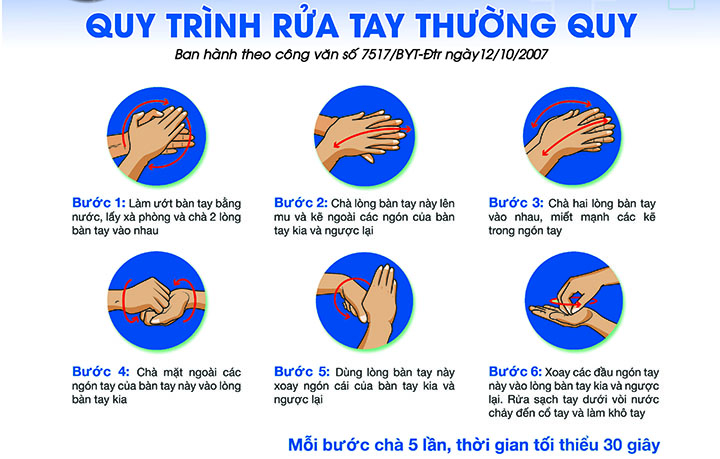 QUY TRÌNH RỬA TAY THƯỜNG QUY
Ban hành theo công văn số 7517/BYT-Đtr ngày12/10/2007
Bước 1: Làm ướt bàn tay bằng
nước, lấy xà phòng và chà 2 lòng
bàn tay vào nhau
Bước 2: Chà lòng bàn tay này lên
mu và kẽ ngoài các ngón của bàn
tay kia và ngược lại
Bước 3: Chà hai lòng bàn tay
vào nhau, miết mạnh các kẽ
trong ngón tay
Bước 4: Chà mặt ngoài các
ngón tay của bàn tay này vào lòng
bàn tay kia
Bước 5: Dùng lòng bàn tay này
xoay ngón cái của bàn tay kia và
ngược lại
Bước 6: Xoay các đầu ngón tay
này vào lòng bàn tay kia và ngược
lại. Rửa sạch tay dưới vòi nước
chảy đến cổ tay và làm khô tay
Mỗi bước chà 5 lần, thời gian tối thiểu 30 giây